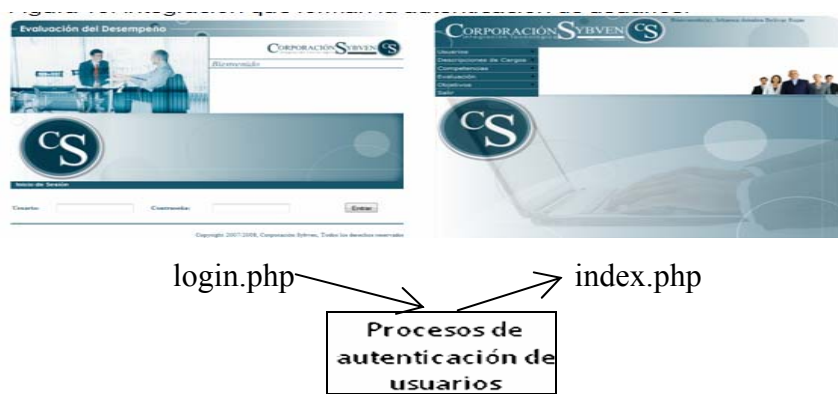 Evaluación del Desempeño
CORPORACIÓN SYBVEN CS
Bienvenido
CS
Inicio de Sesión
Usuario:
Contraseña:
Entrar
Copyright 2007-2008, Corporación Sybven, Todos los derechos reservados
CORPORACIÓN SYBVEN CS
Usuarios
Descripciones de Cargos
Competencias
Evaluación
Objetivos
Salir
CS
login.php
index.php
Procesos de
autenticación de
usuarios